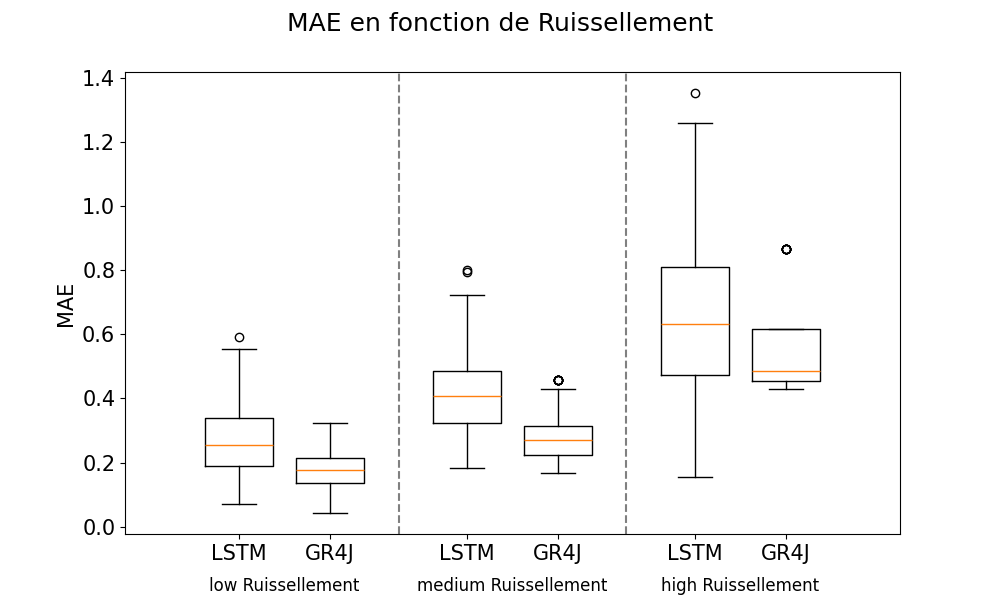 MAE en fonction de Ruissellement
1.4
1.2
1.0
0.8
0.6
0.4
0.2
0.0
MAE
LSTM GR4J LSTM GR4J LSTM GR4J
low Ruissellement medium Ruissellement high Ruissellement